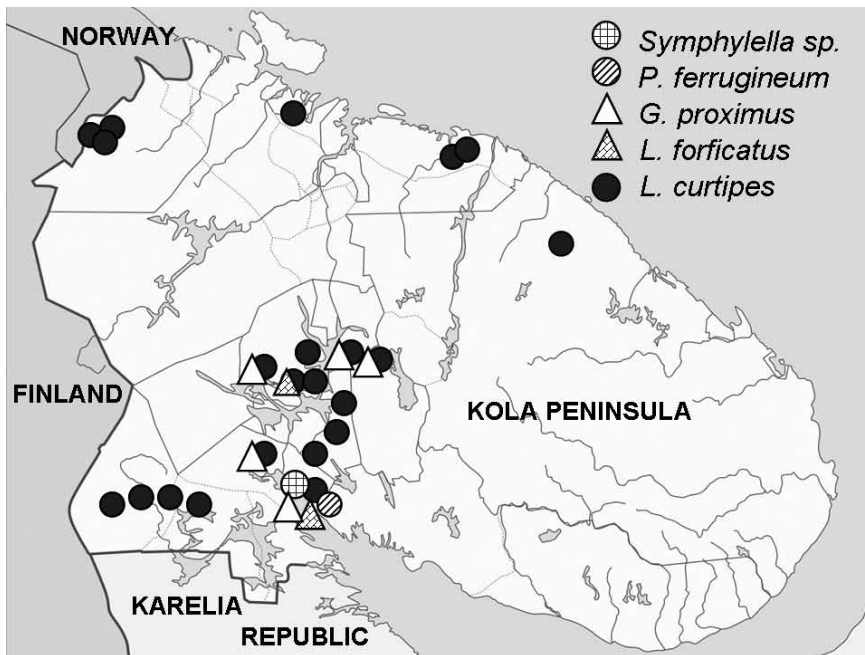 NORWAY
Symphylella sp.
P. ferrugineum
G. proximus
L. forficatus
L. curtipes
FINLAND
KOLA PENINSULA
KARELIA
REPUBLIC